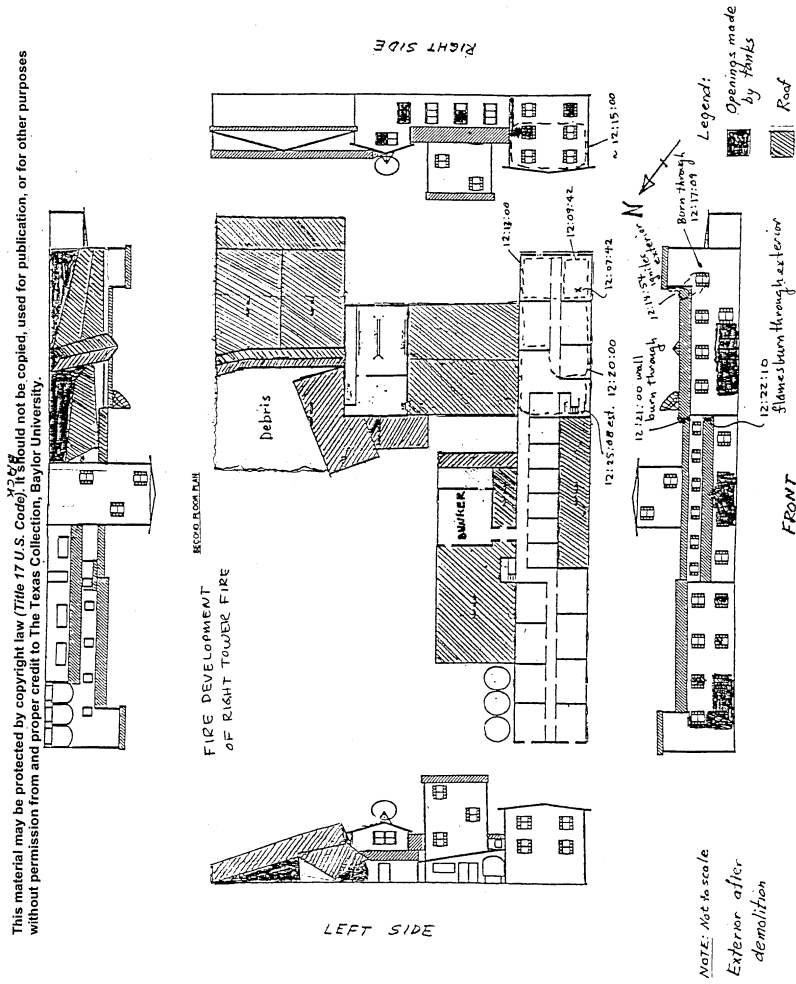 This material may be protected by copyright law (Title 17 U.S. Code). It should not be copied, used for publication, or for other purposes
without permission from and proper credit to The Texas Collection, Baylor University.
RIGHT SIDE
~ 12:15:00
Legend:
Openings made
by tanks
Roof
N
Debris
BUNKER
SECOND FLOOR PLAN
12:13:00
12:09:42
12:07:42
12:20:00
12:25:08 est.
FIRE DEVELOPMENT
OF RIGHT TOWER FIRE
Burn through
12:17:09
12:14:54 ignites
exterior
12:21:00 wall
burn through
12:22:10
flames burn through exterior
FRONT
LEFT SIDE
NOTE: Not to scale
Exterior after
demolition